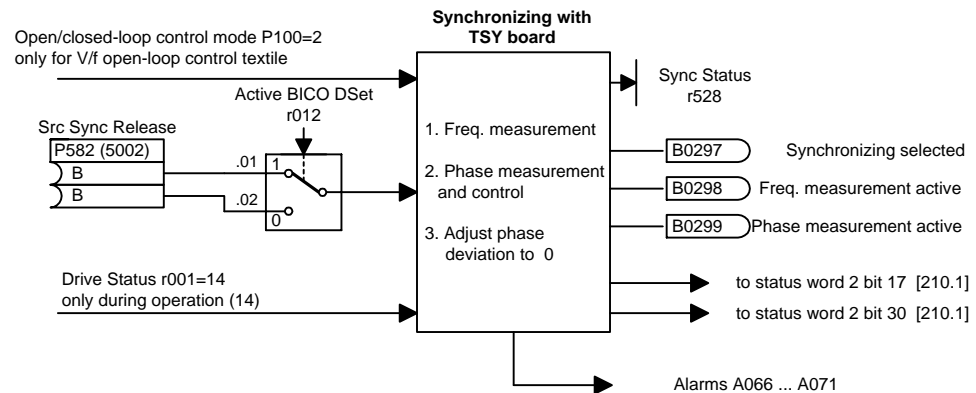 Synchronizing with
TSY board
Open/closed-loop control mode P100=2
only for V/f open-loop control textile
Sync Status
r528
Active BICO DSet
r012
Src Sync Release
P582 (5002)
B
B
.01
1
.02
0
1. Freq. measurement
2. Phase measurement
and control
3. Adjust phase
deviation to 0
B0297
Synchronizing selected
B0298
Freq. measurement active
B0299
Phase measurement active
Drive Status r001=14
only during operation (14)
to status word 2 bit 17 [210.1]
to status word 2 bit 30 [210.1]
Alarms A066 ... A071